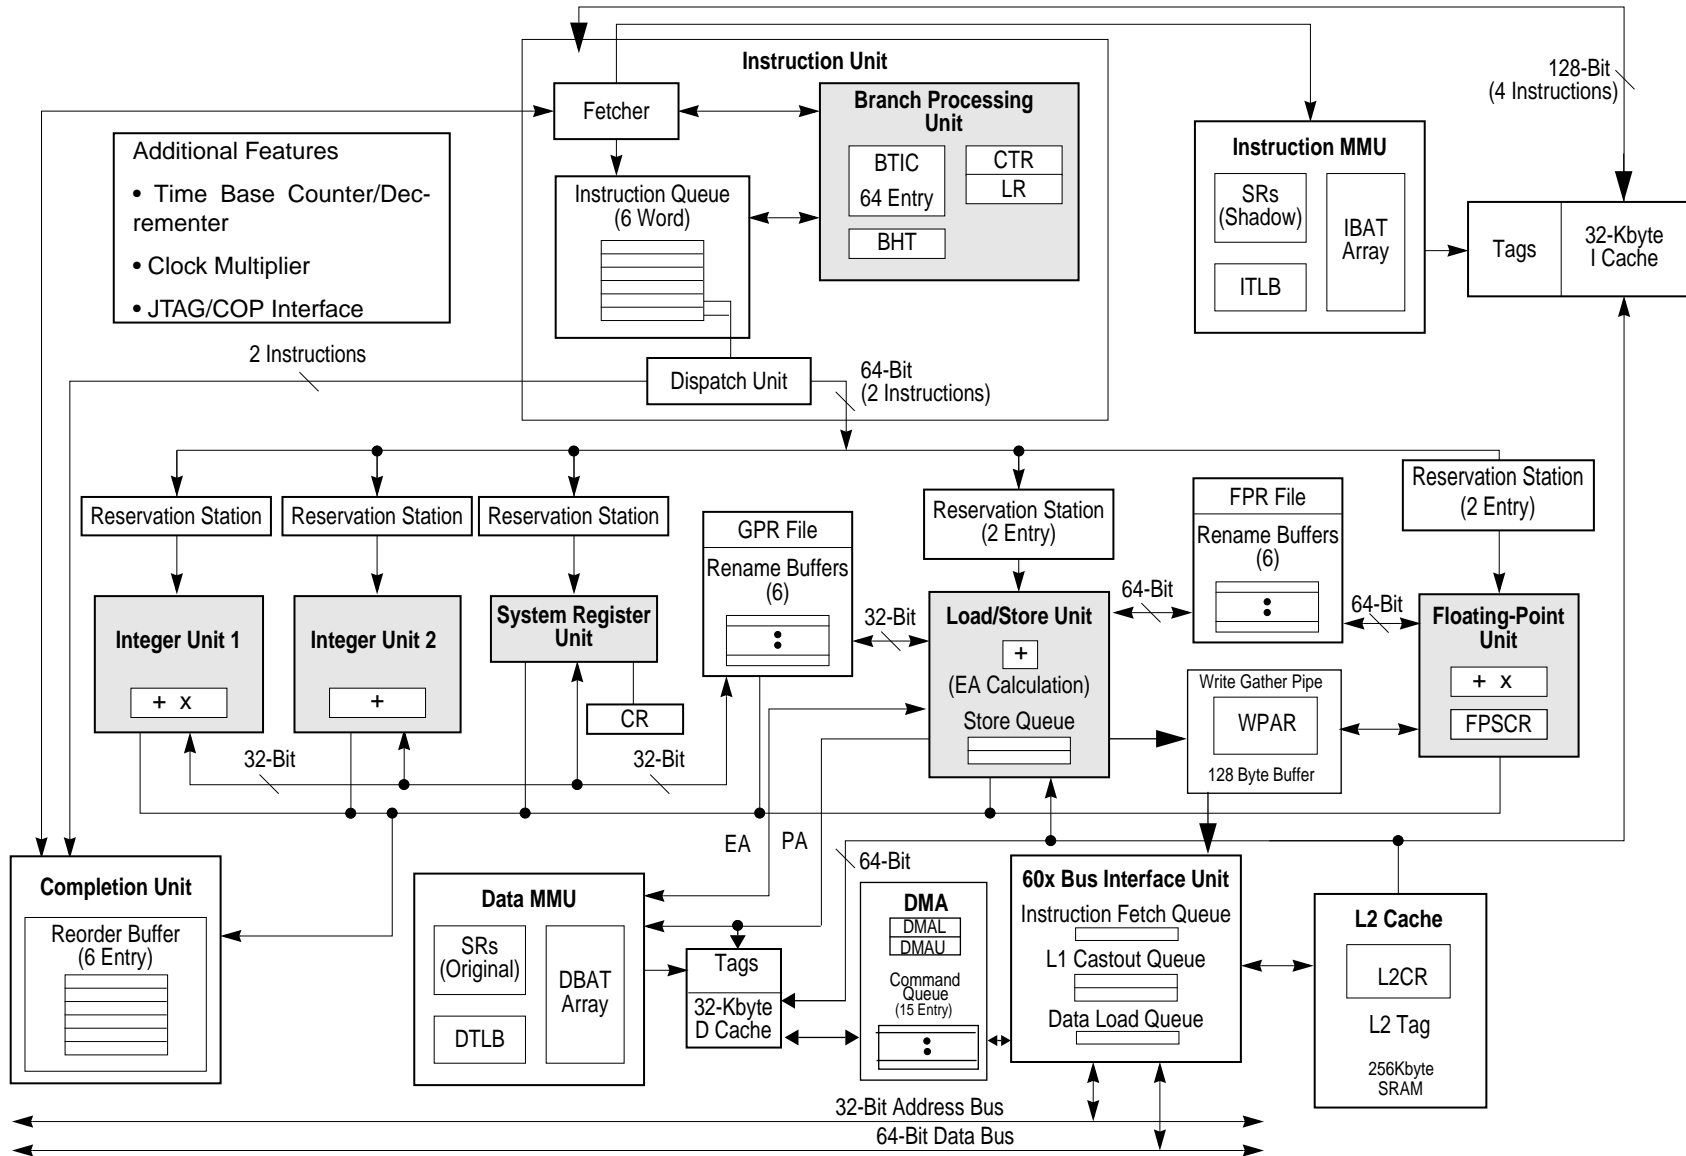 Instruction Unit
128-Bit
(4 Instructions)
Fetcher
Branch Processing
Unit
BTIC
64 Entry
CTR
LR
BHT
Instruction Queue
(6 Word)
Additional Features
• Time Base Counter/Dec-
rementer
• Clock Multiplier
• JTAG/COP Interface
Instruction MMU
SRs
(Shadow)
ITLB
IBAT
Array
Tags
32-Kbyte
I Cache
2 Instructions
Dispatch Unit
64-Bit
(2 Instructions)
Reservation Station
Reservation Station
Reservation Station
GPR File
Rename Buffers
(6)
Reservation Station
(2 Entry)
FPR File
Rename Buffers
(6)
Reservation Station
(2 Entry)
Integer Unit 1
+ x
Integer Unit 2
+
System Register
Unit
CR
32-Bit
32-Bit
32-Bit
Load/Store Unit
+
(EA Calculation)
Store Queue
64-Bit
64-Bit
Floating-Point
Unit
+ x
FPSCR
Write Gather Pipe
WPAR
128 Byte Buffer
EA
PA
64-Bit
Completion Unit
Reorder Buffer
(6 Entry)
Data MMU
SRs
(Original)
DTLB
DBAT
Array
Tags
32-Kbyte
D Cache
DMA
DMAL
DMAU
Command
Queue
(15 Entry)
60x Bus Interface Unit
Instruction Fetch Queue
L1 Castout Queue
Data Load Queue
L2 Cache
L2CR
L2 Tag
256Kbyte
SRAM
32-Bit Address Bus
64-Bit Data Bus